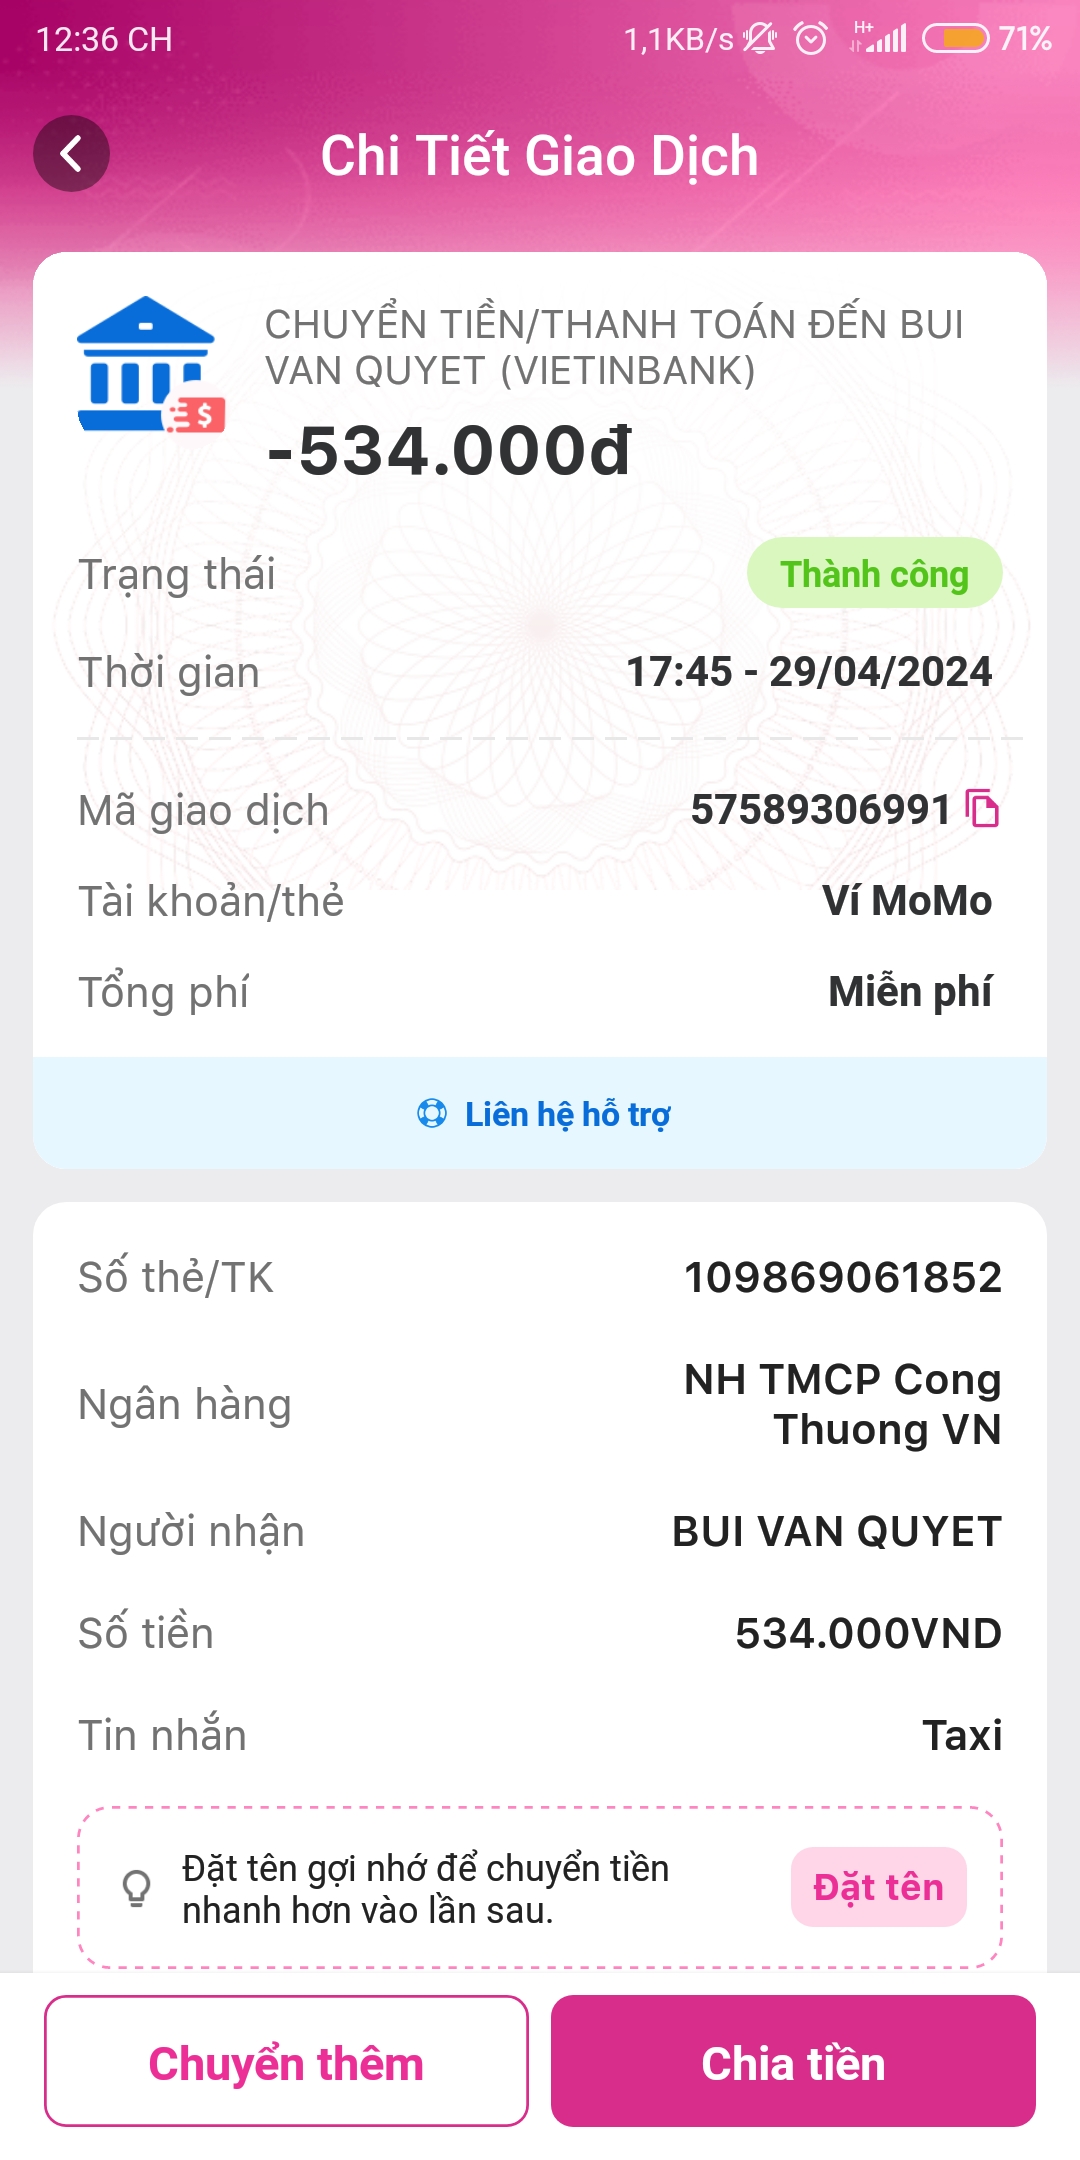 12:36 CH
1,1KB/s
H+
71%
Chi Tiết Giao Dịch
CHUYỂN TIỀN/THANH TOÁN ĐẾN BUI
VAN QUYET (VIETINBANK)
$
-534.000đ
Trạng thái
Thành công
Thời gian
17:45 - 29/04/2024
Mã giao dịch
57589306991
Tài khoản/thẻ
Ví MoMo
Tổng phí
Miễn phí
Liên hệ hỗ trợ
Số thẻ/TK
109869061852
Ngân hàng
NH TMCP Cong
Thuong VN
Người nhận
BUI VAN QUYET
Số tiền
534.000VND
Tin nhắn
Taxi
Đặt tên gợi nhớ để chuyển tiền
nhanh hơn vào lần sau.
Đặt tên
Chuyển thêm
Chia tiền